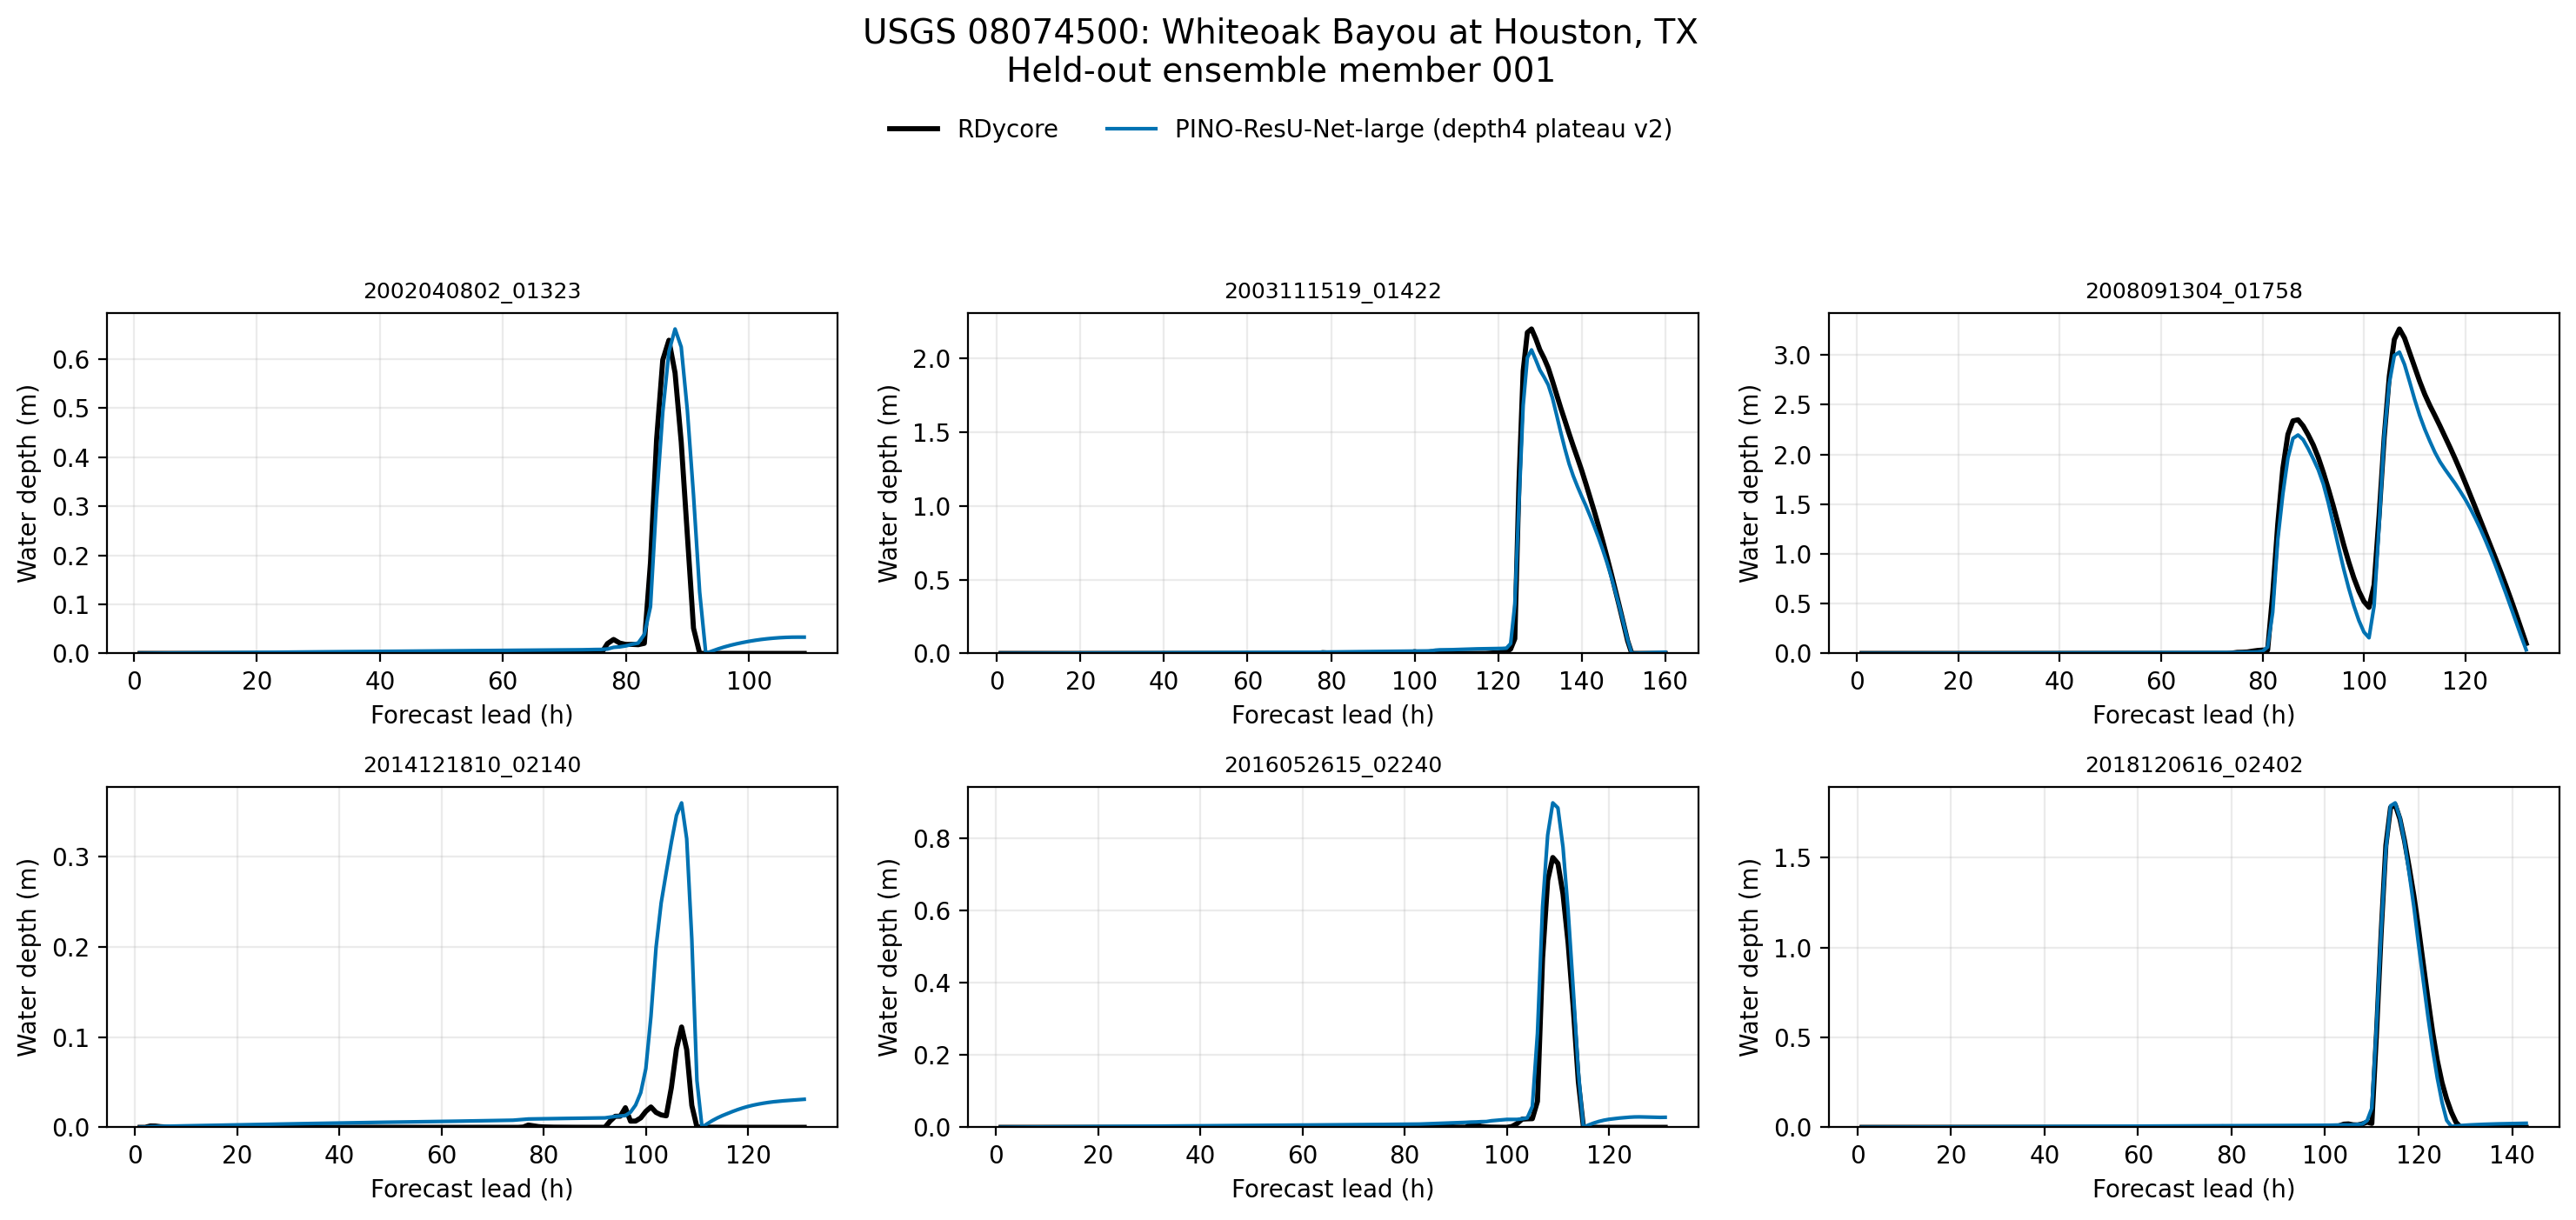 USGS 08074500: Whiteoak Bayou at Houston, TX
Held-out ensemble member 001
RDycore
PINO-ResU-Net-large (depth4 plateau v2)
2002040802_01323
Water depth (m)
0.6
0.5
0.4
0.3
0.2
0.1
0.0
0 20 40 60 80 100
Forecast lead (h)
2003111519_01422
Water depth (m)
2.0
1.5
1.0
0.5
0.0
0 20 40 60 80 100 120 140 160
Forecast lead (h)
2008091304_01758
Water depth (m)
3.0
2.5
2.0
1.5
1.0
0.5
0.0
0 20 40 60 80 100 120
Forecast lead (h)
2014121810_02140
Water depth (m)
0.3
0.2
0.1
0.0
0 20 40 60 80 100 120
Forecast lead (h)
2016052615_02240
Water depth (m)
0.8
0.6
0.4
0.2
0.0
0 20 40 60 80 100 120
Forecast lead (h)
2018120616_02402
Water depth (m)
1.5
1.0
0.5
0.0
0 20 40 60 80 100 120 140
Forecast lead (h)